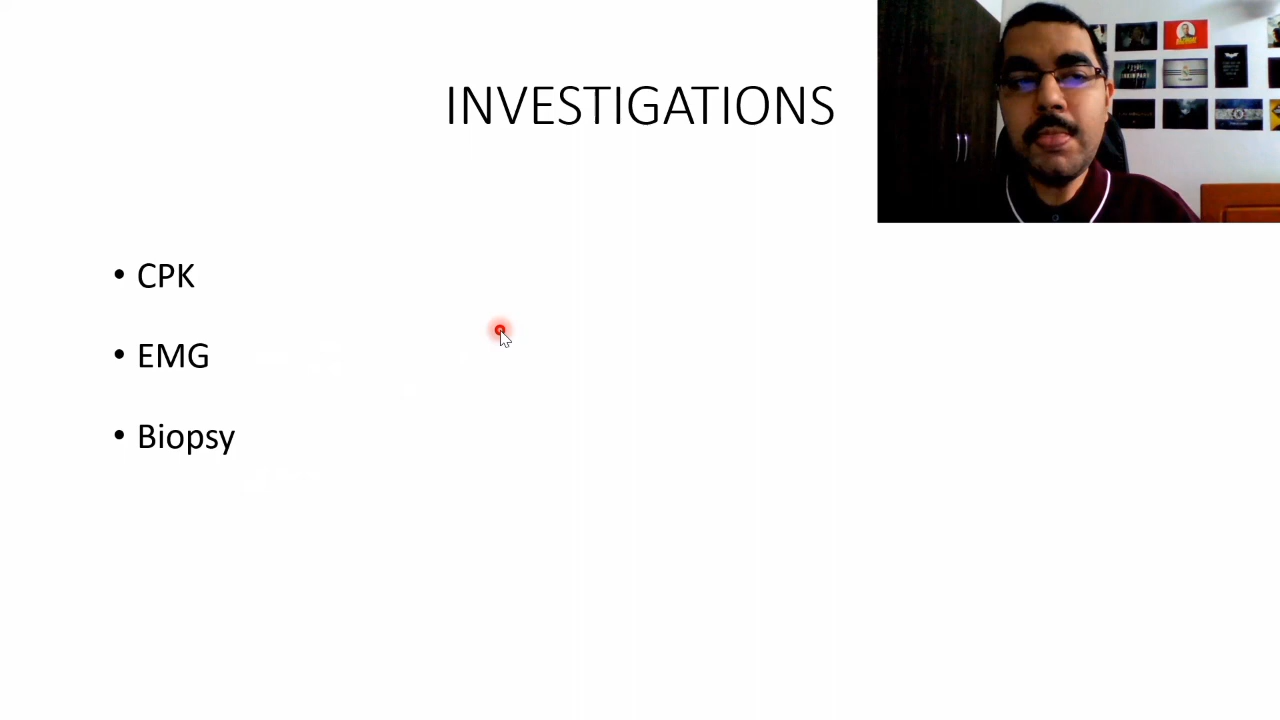 INVESTIGATIONS
• CPK
• EMG
• Biopsy